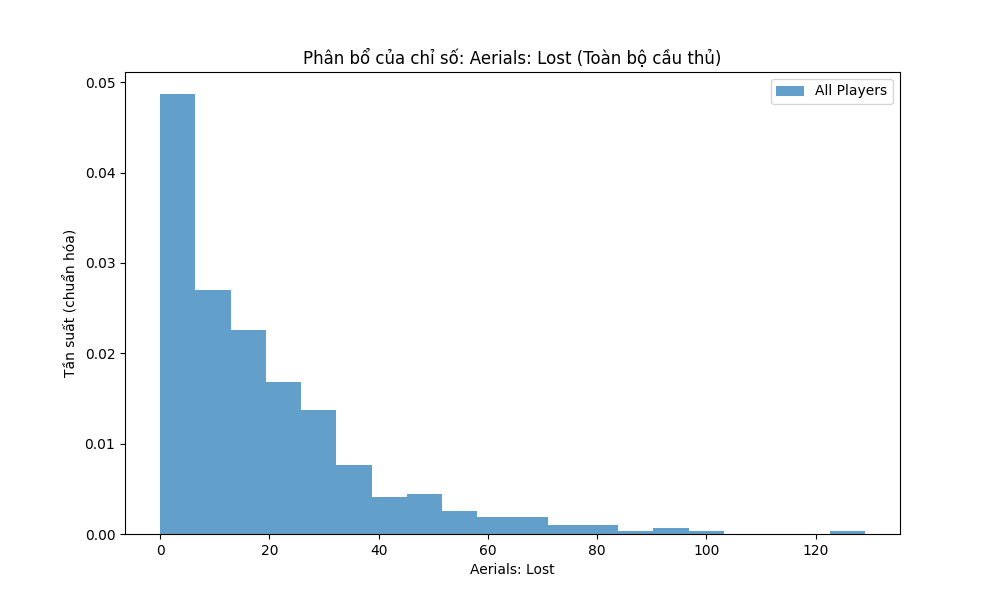 Phân bổ của chỉ số: Aerials: Lost (Toàn bộ cầu thủ)
All Players
Tần suất (chuẩn hóa)
0.05
0.04
0.03
0.02
0.01
0.00
0 20 40 60 80 100 120
Aerials: Lost